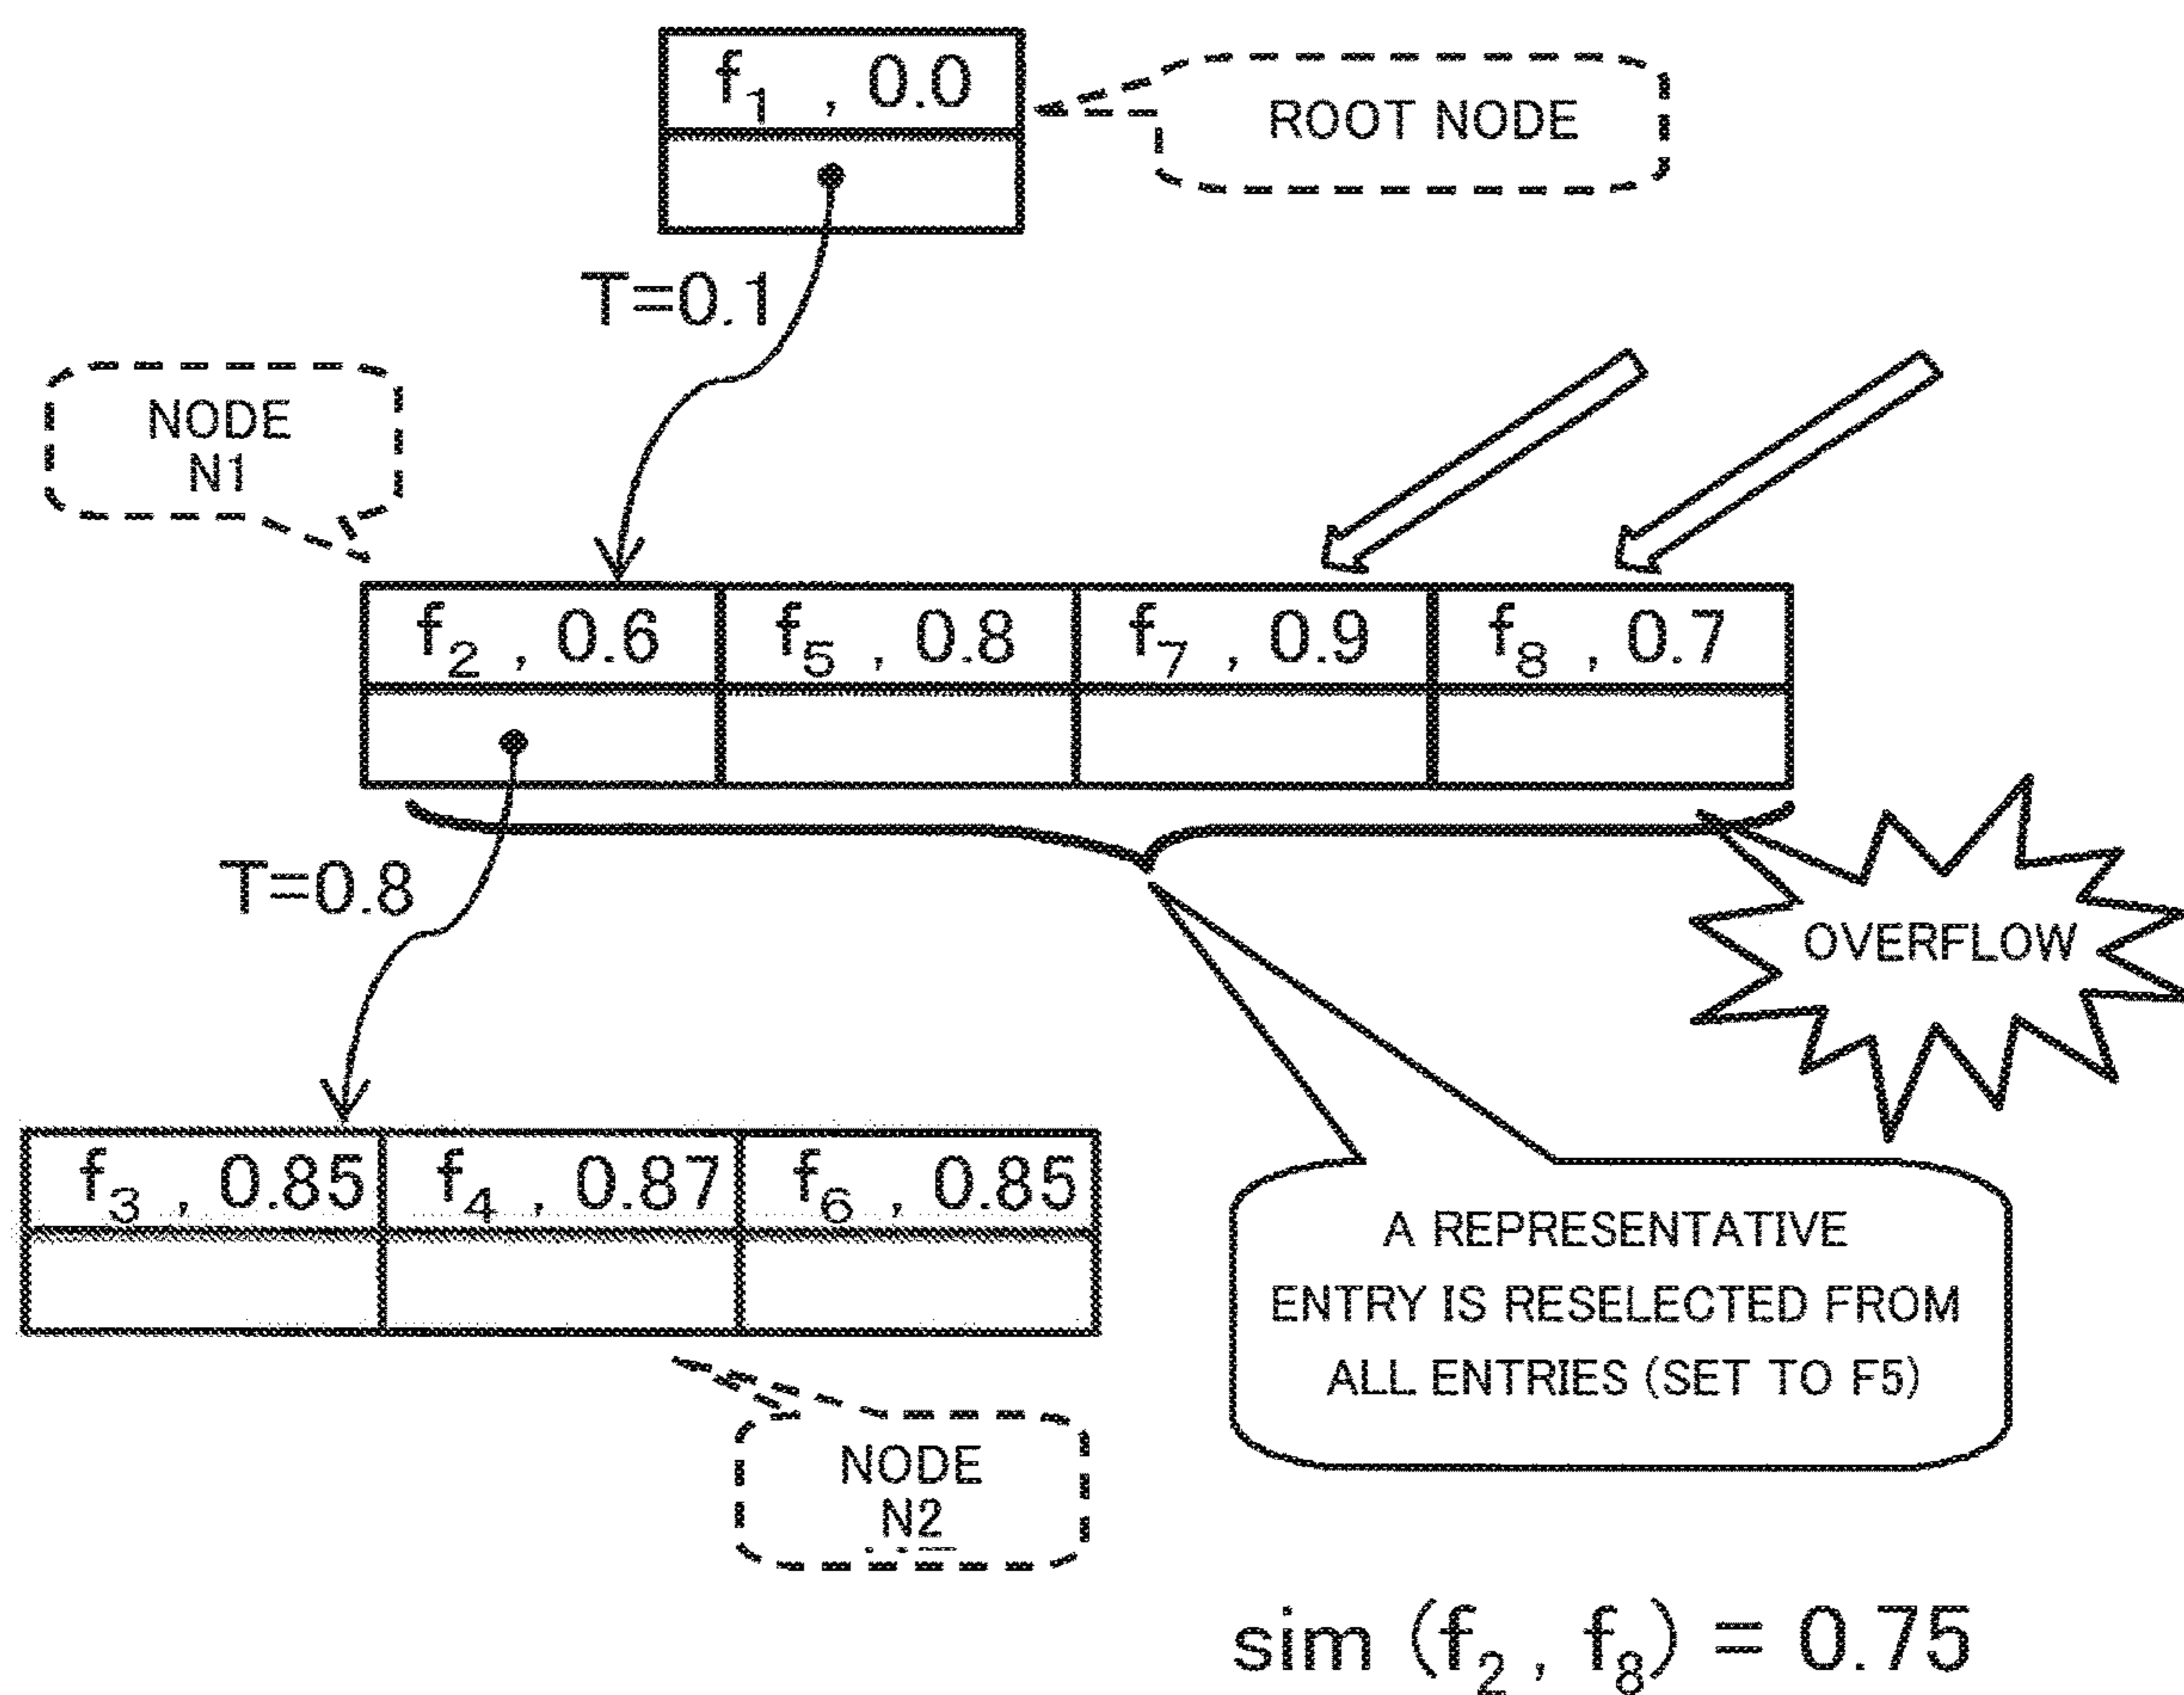 f₁ , 0.0
ROOT NODE
T=0.1
NODE
N1
f₂ , 0.6
f₅ , 0.8
f₇ , 0.9
f₈ , 0.7
T=0.8
OVERFLOW
f₃ , 0.85
f₄ , 0.87
f₆ , 0.85
A REPRESENTATIVE
ENTRY IS RESELECTED FROM
ALL ENTRIES (SET TO F5)
NODE
N2
sim (f₂ , f₈) = 0.75